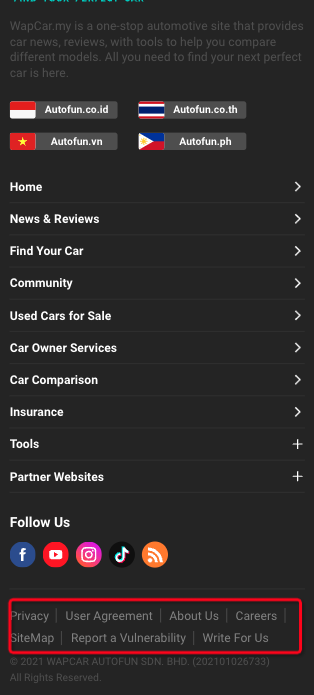 FIND YOUR PERFECT CAR
WapCar.my is a one-stop automotive site that provides
car news, reviews, with tools to help you compare
different models. All you need to find your next perfect
car is here.
Autofun.co.id
Autofun.co.th
Autofun.vn
Autofun.ph
Home
News & Reviews
Find Your Car
Community
Used Cars for Sale
Car Owner Services
Car Comparison
Insurance
Tools
Partner Websites
Follow Us
Privacy | User Agreement | About Us | Careers |
SiteMap | Report a Vulnerability | Write For Us
© 2021 WAPCAR AUTOFUN SDN. BHD. (202101026733)
All Rights Reserved.